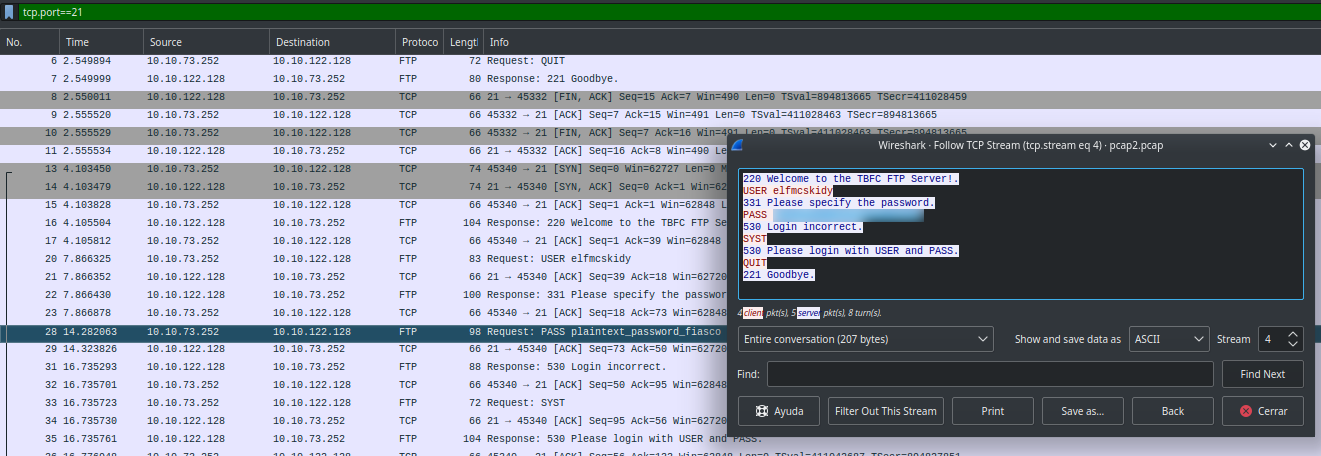 tcp.port==21
No. Time Source Destination Protoco Lengtl Info
6 2.549894 10.10.73.252 10.10.122.128 FTP 72 Request: QUIT
7 2.549999 10.10.122.128 10.10.73.252 FTP 80 Response: 221 Goodbye.
8 2.550011 10.10.122.128 10.10.73.252 TCP 66 21 → 45332 [FIN, ACK] Seq=15 Ack=7 Win=490 Len=0 TSval=894813665 TSecr=411028459
9 2.555520 10.10.73.252 10.10.122.128 TCP 66 45332 → 21 [ACK] Seq=7 Ack=15 Win=491 Len=0 TSval=411028463 TSecr=894813665
10 2.555529 10.10.73.252 10.10.122.128 TCP 66 45332 → 21 [FIN, ACK] Seq=7 Ack=16 Win=491 Len=0 TSval=411028463 TSecr=894813665
11 2.555534 10.10.122.128 10.10.73.252 TCP 66 21 → 45332 [ACK] Seq=16 Ack=8 Win=490 Len
13 4.103450 10.10.73.252 10.10.122.128 TCP 74 45340 → 21 [SYN] Seq=0 Win=62727 Len=0 M
14 4.103479 10.10.122.128 10.10.73.252 TCP 74 21 → 45340 [SYN, ACK] Seq=0 Ack=1 Win=62
15 4.103828 10.10.73.252 10.10.122.128 TCP 66 45340 → 21 [ACK] Seq=1 Ack=1 Win=62848 L
16 4.105504 10.10.122.128 10.10.73.252 FTP 104 Response: 220 Welcome to the TBFC FTP Se
17 4.105812 10.10.73.252 10.10.122.128 TCP 66 45340 → 21 [ACK] Seq=1 Ack=39 Win=62848
20 7.866325 10.10.73.252 10.10.122.128 FTP 83 Request: USER elfmcskidy
21 7.866352 10.10.122.128 10.10.73.252 TCP 66 21 → 45340 [ACK] Seq=39 Ack=18 Win=62720
22 7.866430 10.10.122.128 10.10.73.252 FTP 100 Response: 331 Please specify the passwor
23 7.866878 10.10.73.252 10.10.122.128 TCP 66 45340 → 21 [ACK] Seq=18 Ack=73 Win=62848
28 14.282063 10.10.73.252 10.10.122.128 FTP 98 Request: PASS plaintext_password_fiasco
29 14.323826 10.10.122.128 10.10.73.252 TCP 66 21 → 45340 [ACK] Seq=73 Ack=50 Win=62720
31 16.735293 10.10.122.128 10.10.73.252 FTP 88 Response: 530 Login incorrect.
32 16.735701 10.10.73.252 10.10.122.128 TCP 66 45340 → 21 [ACK] Seq=50 Ack=95 Win=62848
33 16.735723 10.10.73.252 10.10.122.128 FTP 72 Request: SYST
34 16.735730 10.10.122.128 10.10.73.252 TCP 66 21 → 45340 [ACK] Seq=95 Ack=56 Win=62720
35 16.735761 10.10.122.128 10.10.73.252 FTP 104 Response: 530 Please login with USER and PASS.
Wireshark · Follow TCP Stream (tcp.stream eq 4) · pcap2.pcap
220 Welcome to the TBFC FTP Server!.
USER elfmcskidy
331 Please specify the password.
PASS
530 Login incorrect.
SYST
530 Please login with USER and PASS.
QUIT
221 Goodbye.
4 client pkt(s), 5 server pkt(s), 8 turn(s).
Entire conversation (207 bytes) Show and save data as ASCII Stream 4
Find: Find Next
Ayuda Filter Out This Stream Print Save as... Back Cerrar